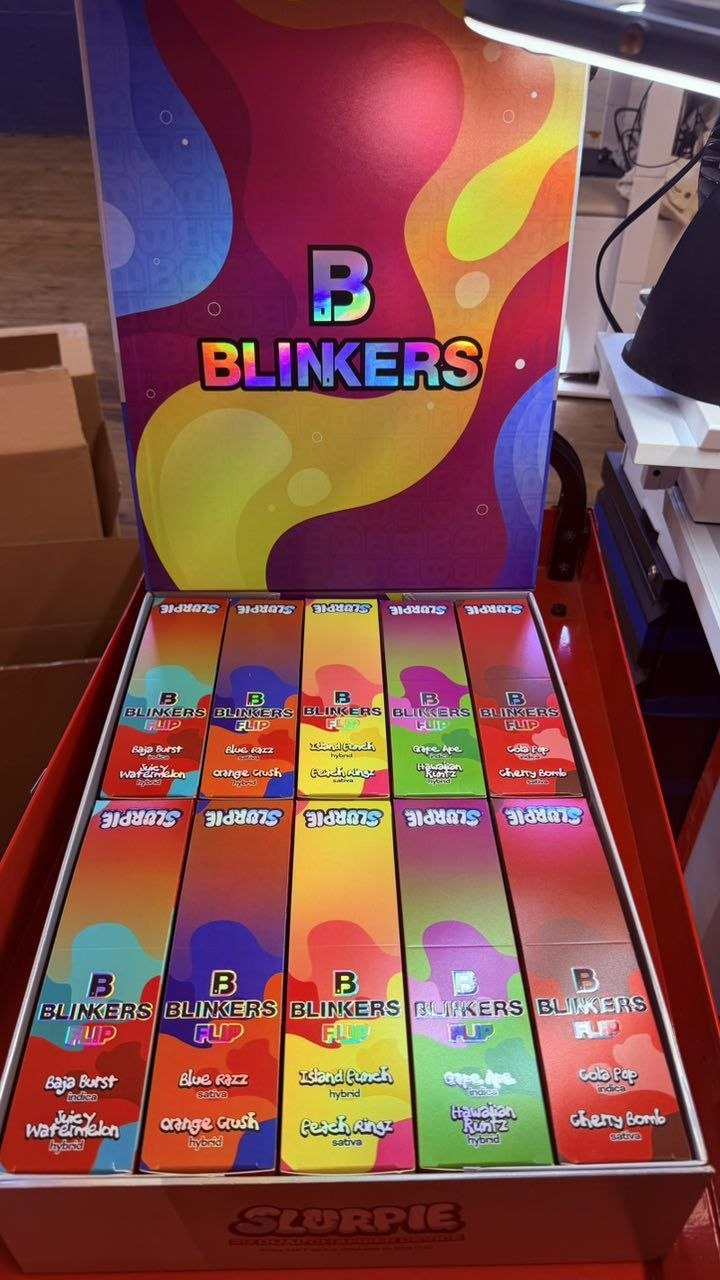 B
BLINKERS
SLURPIE
SLURPIE
SLURPIE
SLURPIE
SLURPIE
B
BLINKERS
FLIP
Baja Burst
indica
Juicy
Watermelon
hybrid
B
BLINKERS
FLIP
Blue Razz
sativa
Orange Crush
hybrid
B
BLINKERS
FLIP
Island Punch
hybrid
Peach Ringz
sativa
B
BLINKERS
FLIP
Grape Ape
indica
Hawaiian
Runtz
hybrid
B
BLINKERS
FLIP
Cola Pop
indica
Cherry Bomb
sativa
SLURPIE
SLURPIE
SLURPIE
SLURPIE
SLURPIE
B
BLINKERS
FLIP
Baja Burst
indica
Juicy
Watermelon
hybrid
B
BLINKERS
FLIP
Blue Razz
sativa
Orange Crush
hybrid
B
BLINKERS
FLIP
Island Punch
hybrid
Peach Ringz
sativa
B
BLINKERS
FLIP
Grape Ape
indica
Hawaiian
Runtz
hybrid
B
BLINKERS
FLIP
Cola Pop
indica
Cherry Bomb
sativa
SLURPIE
DUAL CHAMBER DEVICE